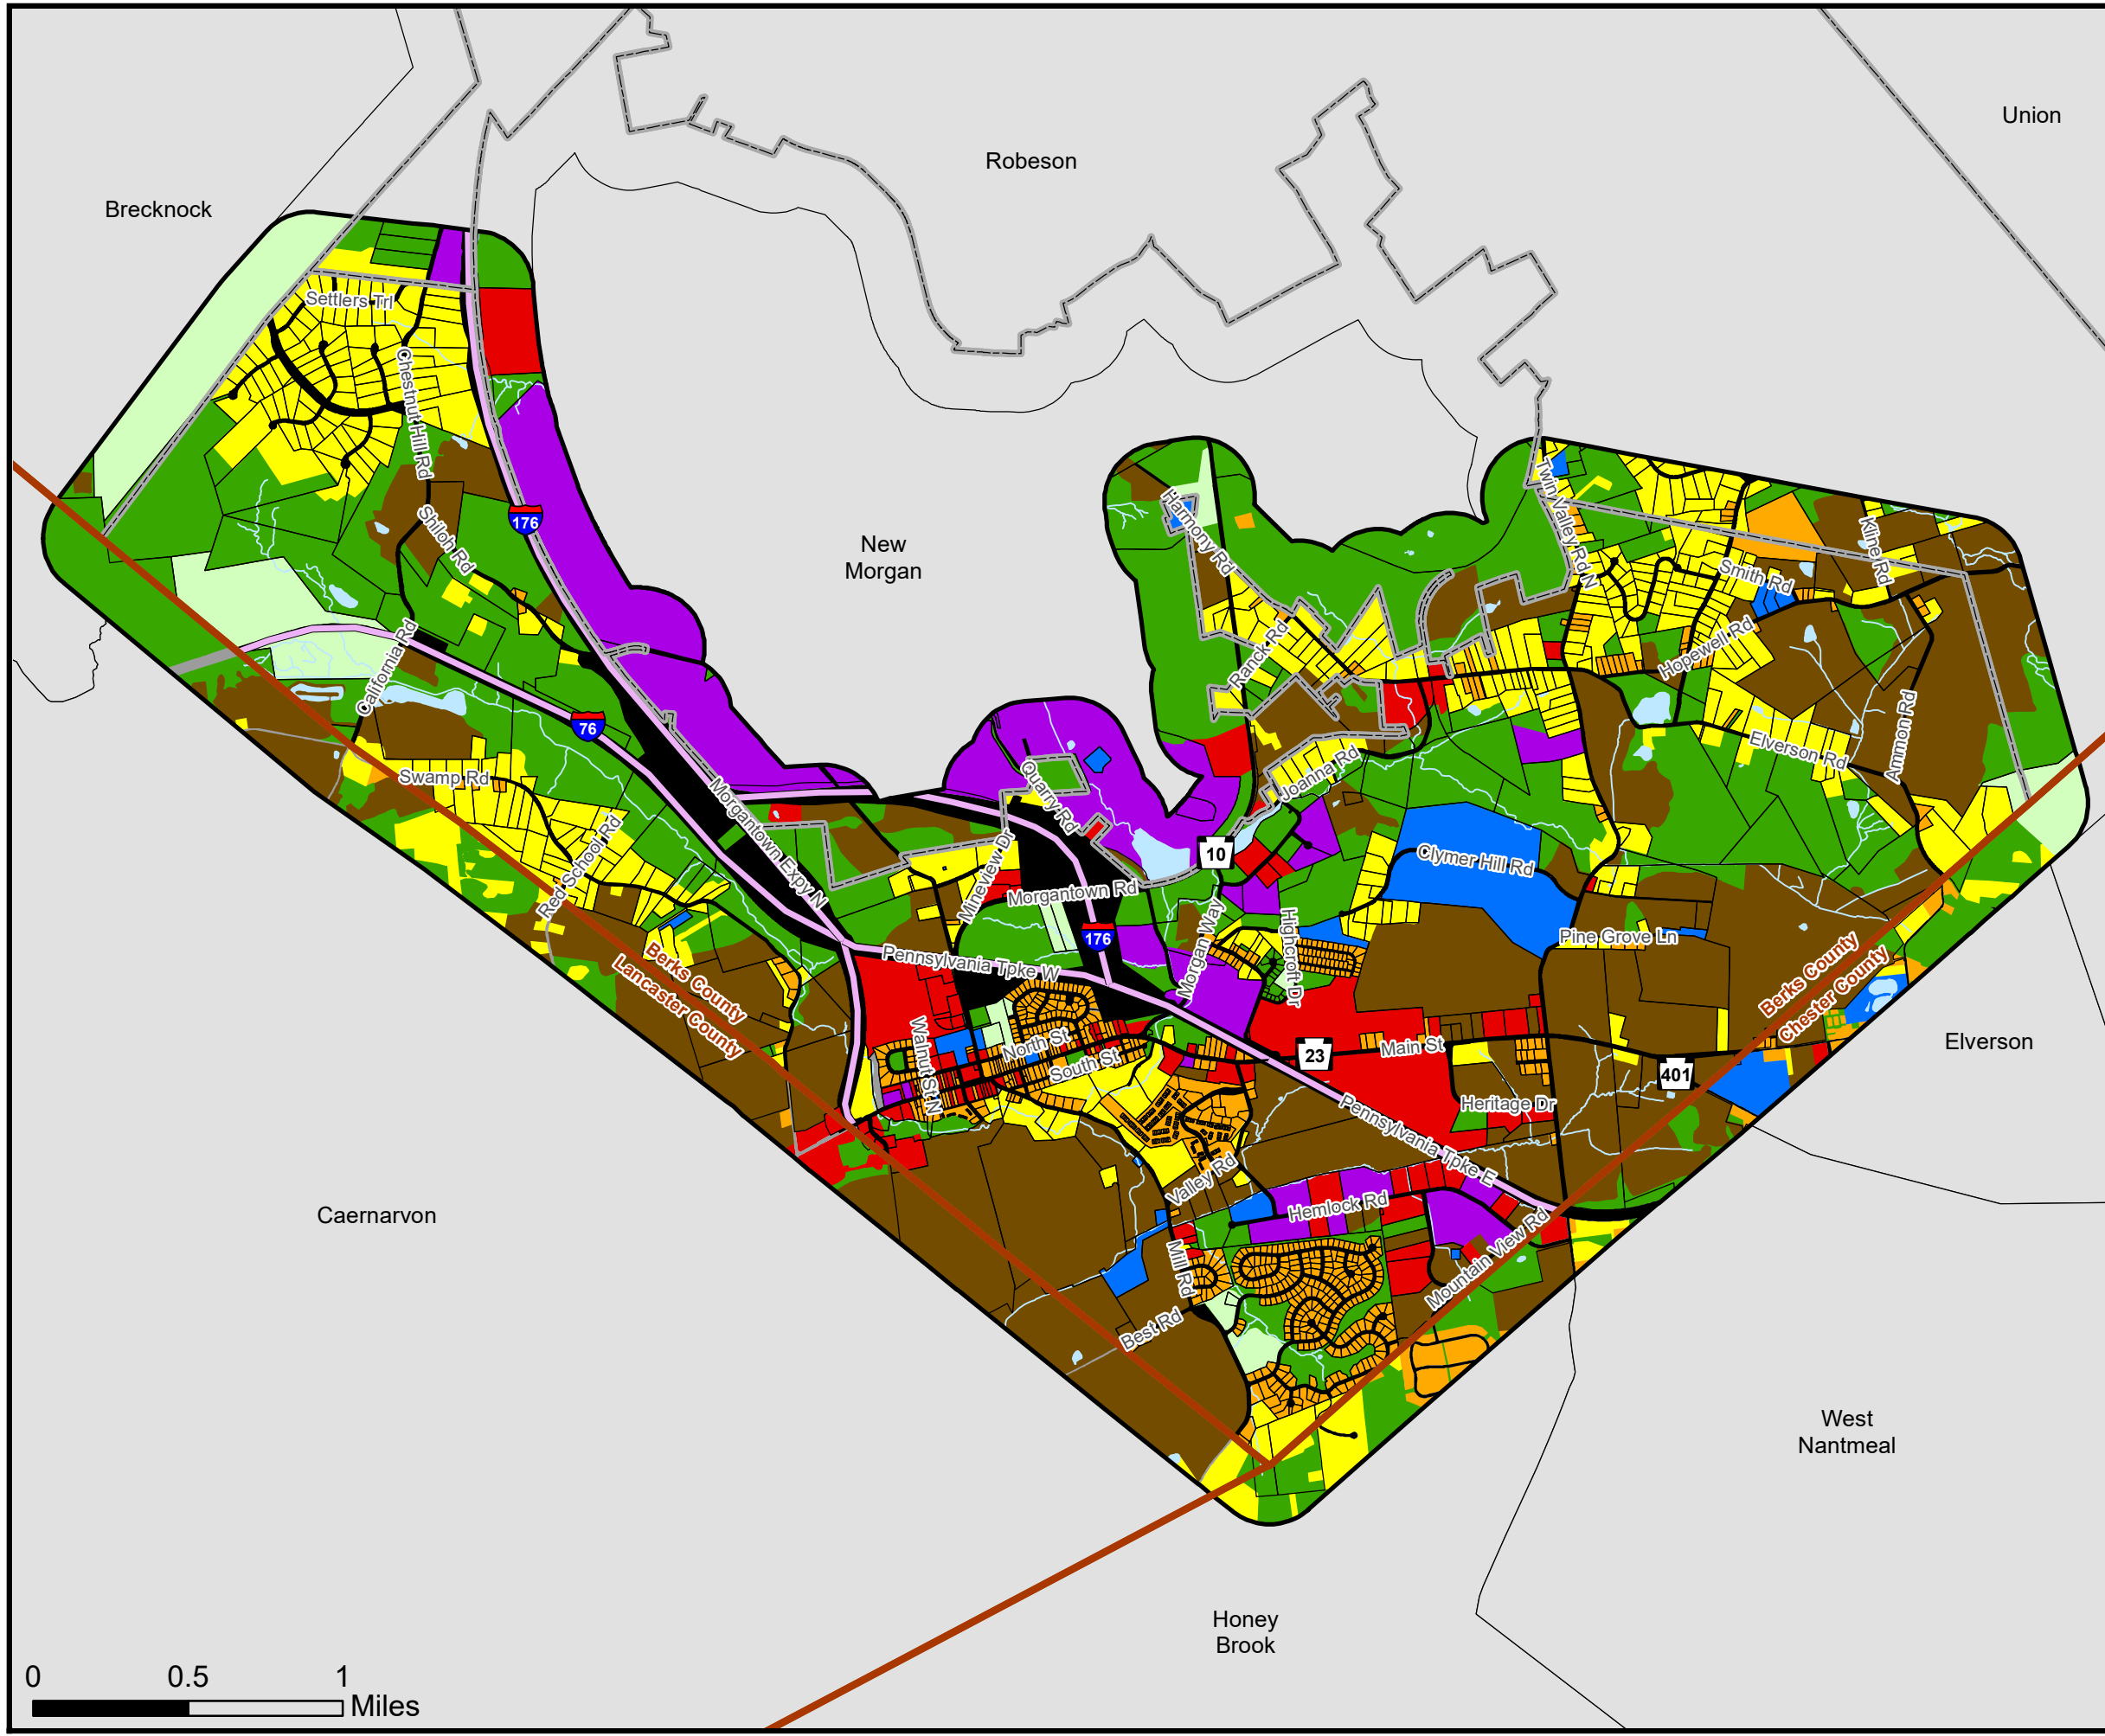 Union
Robeson
Brecknock
Settlers Trl
Chestnut Hill Rd
Twin Valley Rd N
Harmony Rd
176
Shiloh Rd
Kline Rd
New
Morgan
Smith Rd
Hopewell Rd
Ranck Rd
California Rd
76
Ammon Rd
Elverson Rd
Swamp Rd
Joanna Rd
Quarry Rd
Morgantown Expy N
Red School Rd
10
Clymer Hill Rd
Mineview Dr
Morgantown Rd
176
Morgan Way
Highcroft Dr
Pine Grove Ln
Pennsylvania Tpke W
Berks County
Lancaster County
Berks County
Chester County
Elverson
Walnut St N
North St
South St
23
Main St
401
Heritage Dr
Pennsylvania Tpke E
Valley Rd
Hemlock Rd
Caernarvon
Mill Rd
Mountain View Rd
Best Rd
West
Nantmeal
Honey
Brook
0 0.5 1
Miles